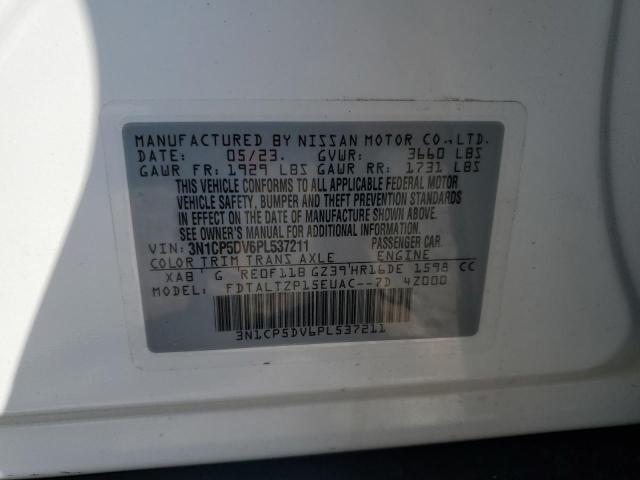 MANUFACTURED BY NISSAN MOTOR CO., LTD.
DATE: 05/23. GVWR: 3660 LBS
GAWR FR: 1929 LBS GAWR RR: 1731 LBS
THIS VEHICLE CONFORMS TO ALL APPLICABLE FEDERAL MOTOR
VEHICLE SAFETY, BUMPER, AND THEFT PREVENTION STANDARDS
IN EFFECT ON THE DATE OF MANUFACTURE SHOWN ABOVE.
SEE OWNER'S MANUAL FOR ADDITIONAL INFORMATION.
VIN: 3N1CP5DV6PL537211 PASSENGER CAR.
COLOR TRIM TRANS AXLE ENGINE
XAB G RE0F11B GZ39 HR16DE 1598 CC
MODEL: FDTALTZP15EUAC--7D 4Z000
3N1CP5DV6PL537211